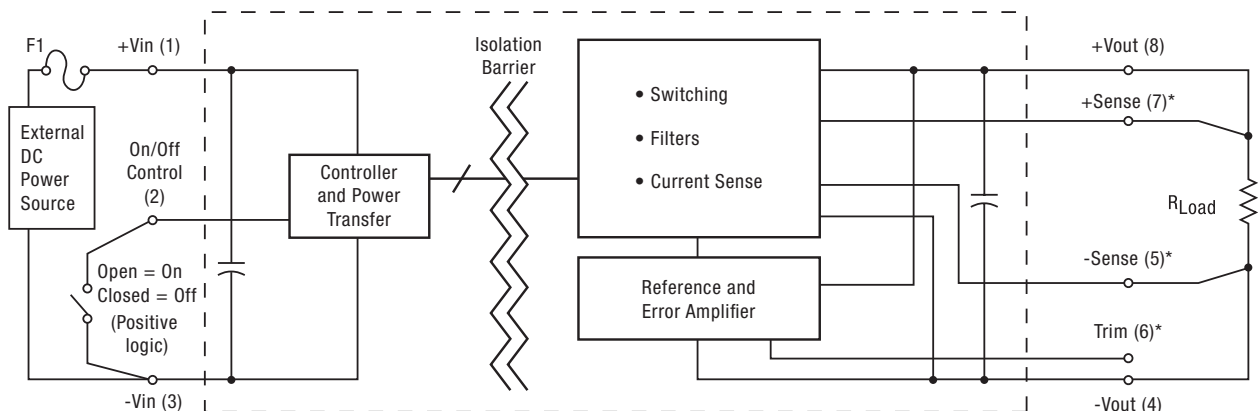 F1
+Vin (1)
External
DC
Power
Source
On/Off
Control
(2)
Open = On
Closed = Off
(Positive
logic)
-Vin (3)
Controller
and Power
Transfer
Isolation
Barrier
• Switching
• Filters
• Current Sense
Reference and
Error Amplifier
+Vout (8)
+Sense (7)*
RLoad
-Sense (5)*
Trim (6)*
-Vout (4)